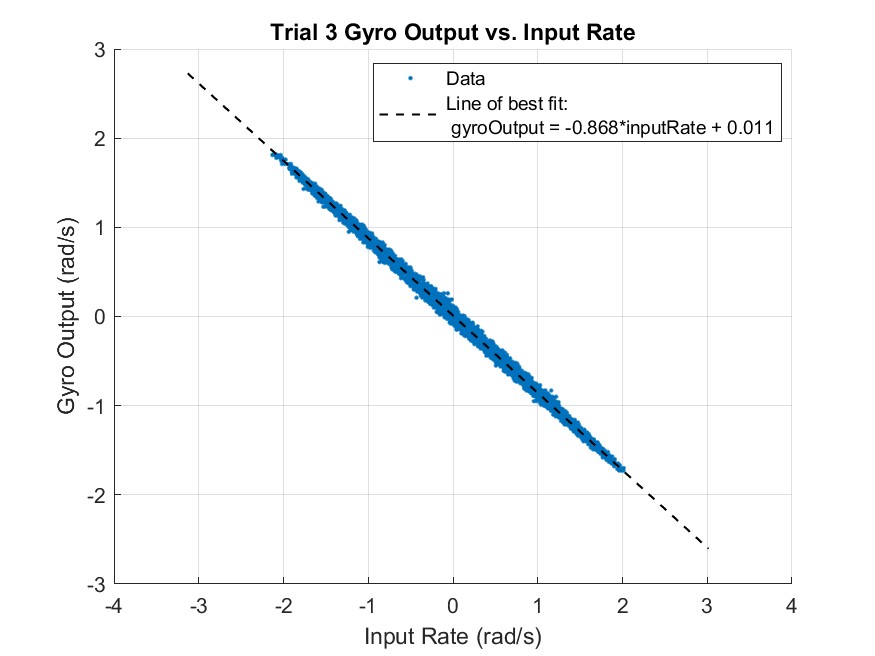 Trial 3 Gyro Output vs. Input Rate
3
2
1
0
-1
-2
-3
Gyro Output (rad/s)
Data
Line of best fit:
gyroOutput = -0.868*inputRate + 0.011
-4 -3 -2 -1 0 1 2 3 4
Input Rate (rad/s)